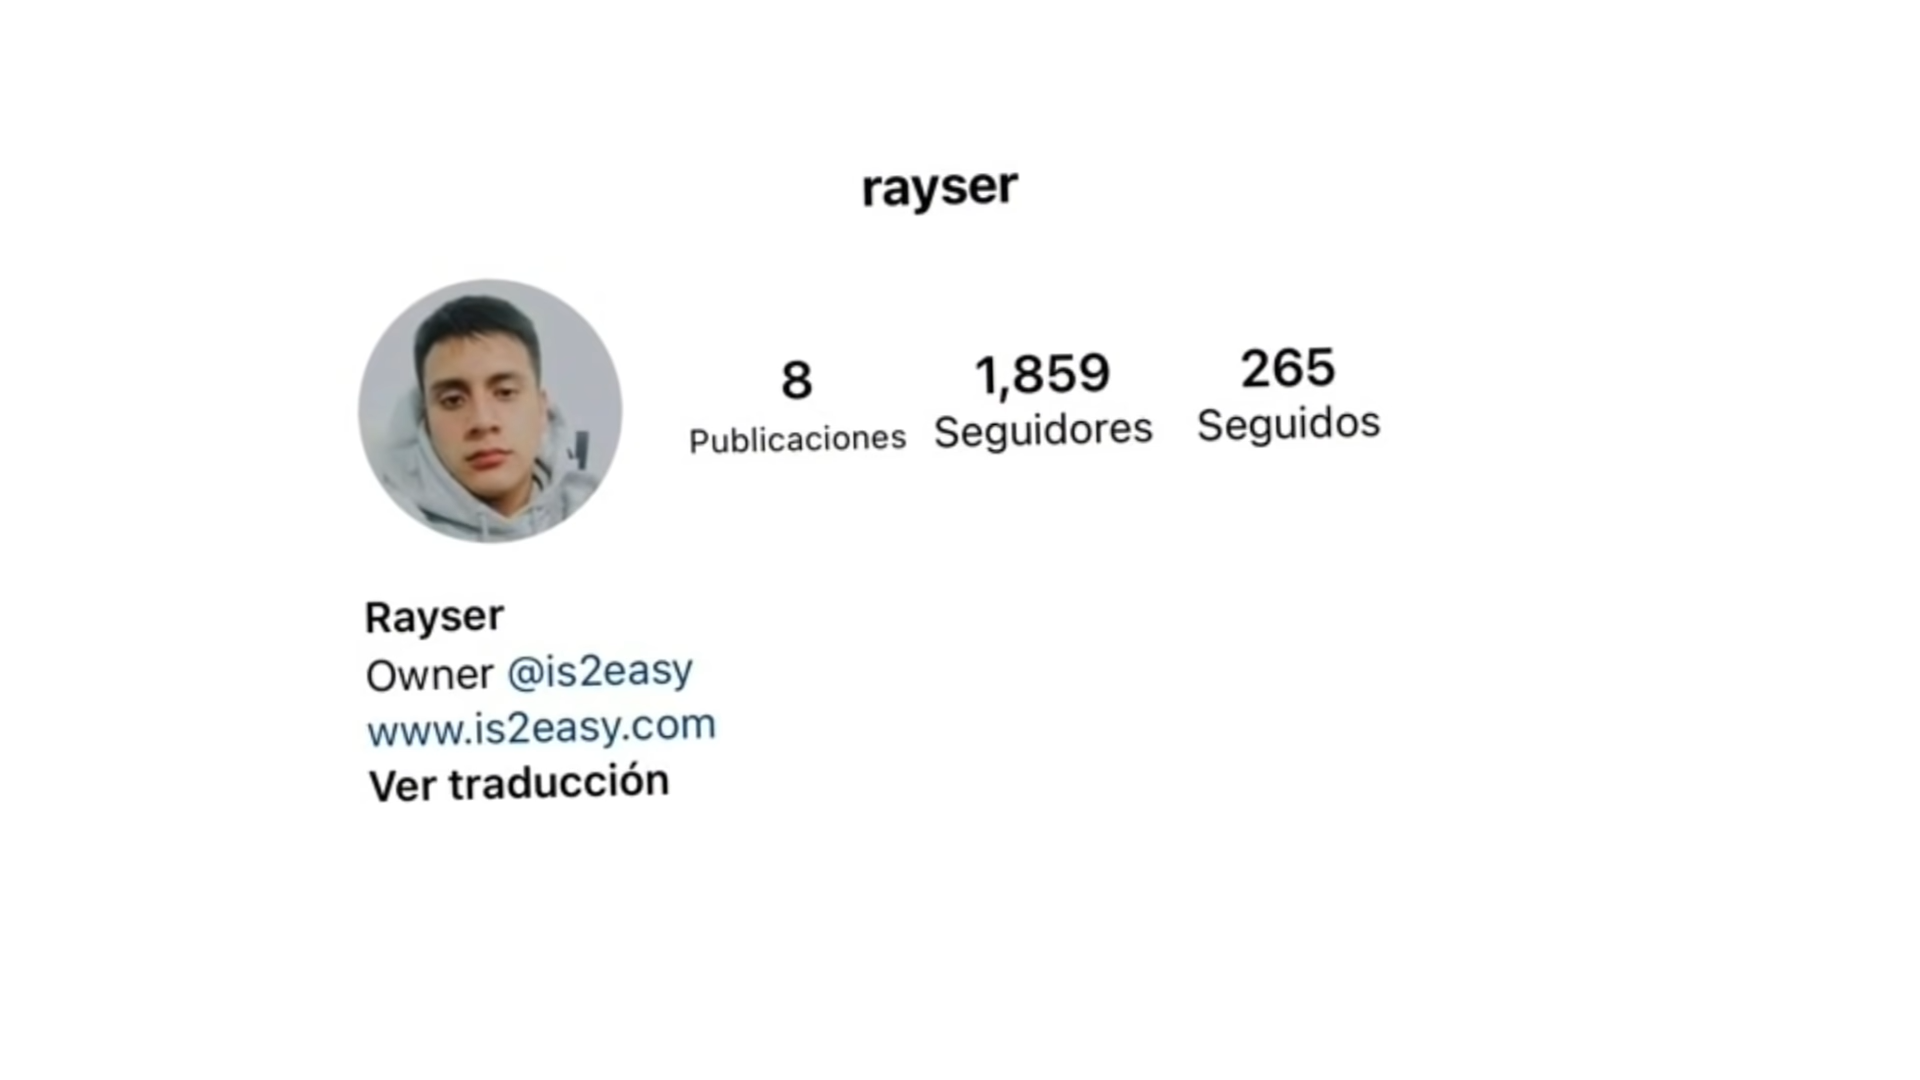 rayser
8 1,859 265
Publicaciones Seguidores Seguidos
Rayser
Owner @is2easy
www.is2easy.com
Ver traducción